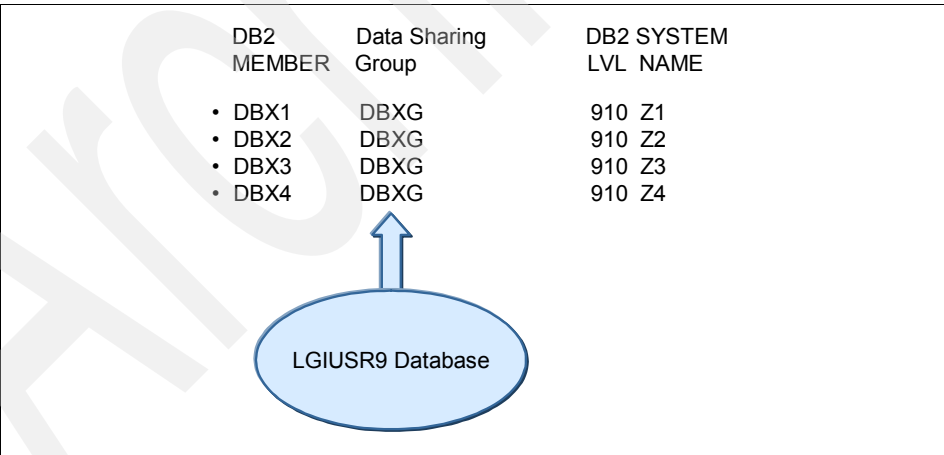 DB2 Data Sharing DB2 SYSTEM
MEMBER Group LVL NAME
• DBX1 DBXG 910 Z1
• DBX2 DBXG 910 Z2
• DBX3 DBXG 910 Z3
• DBX4 DBXG 910 Z4
LGIUSR9 Database